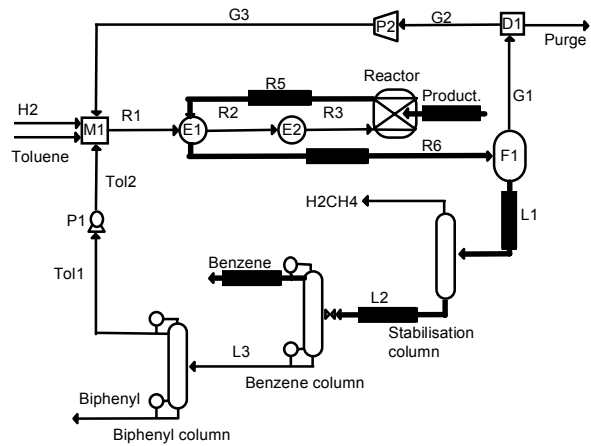 G3
P2
G2
D1
Purge
Reactor
R5
Product.
G1
H2
R1
R2
R3
M1
E1
E2
Toluene
R6
F1
Tol2
H2CH4
L1
P1
Benzene
Tol1
L2
Stabilisation
column
L3
Benzene column
Biphenyl
Biphenyl column